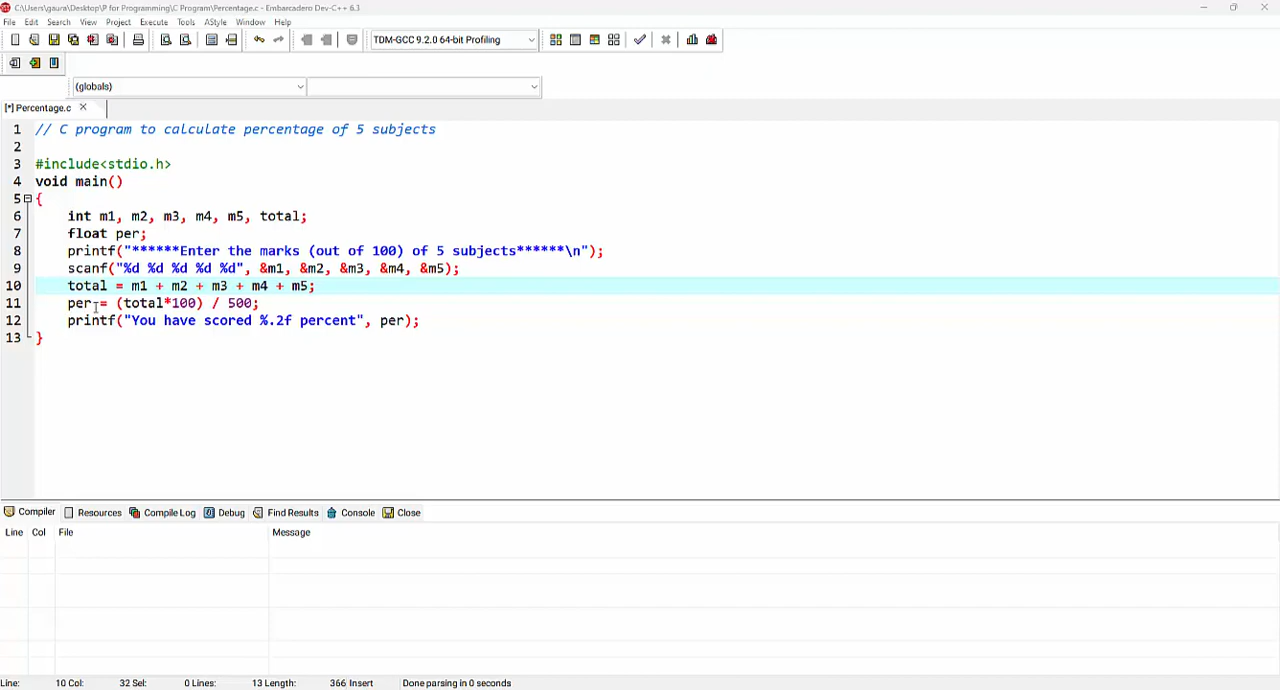 C:\Users\gaura\Desktop\P for Programming\C Program\Percentage.c - Embarcadero Dev-C++ 6.3
File Edit Search View Project Execute Tools AStyle Window Help
TDM-GCC 9.2.0 64-bit Profiling
(globals)
[*] Percentage.c
1 // C program to calculate percentage of 5 subjects
2
3 #include<stdio.h>
4 void main()
5 {
6 int m1, m2, m3, m4, m5, total;
7 float per;
8 printf("******Enter the marks (out of 100) of 5 subjects******\n");
9 scanf("%d %d %d %d %d", &m1, &m2, &m3, &m4, &m5);
10 total = m1 + m2 + m3 + m4 + m5;
11 per = (total*100) / 500;
12 printf("You have scored %.2f percent", per);
13 }
Compiler Resources Compile Log Debug Find Results Console Close
Line Col File Message
Line: 10 Col: 32 Sel: 0 Lines: 13 Length: 366 Insert Done parsing in 0 seconds